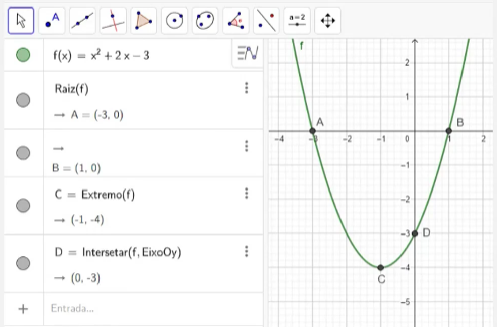 A
a=2
f(x) = x² + 2 x − 3
Raiz(f)
→ A = (-3, 0)
→
B = (1, 0)
C = Extremo(f)
→ (-1, -4)
D = Intersetar(f, EixoOy)
→ (0, -3)
+ Entrada...
f
2
1
A
B
−4 −3 −2 −1 0 1 2
−1
−2
−3 D
−4
C
−5